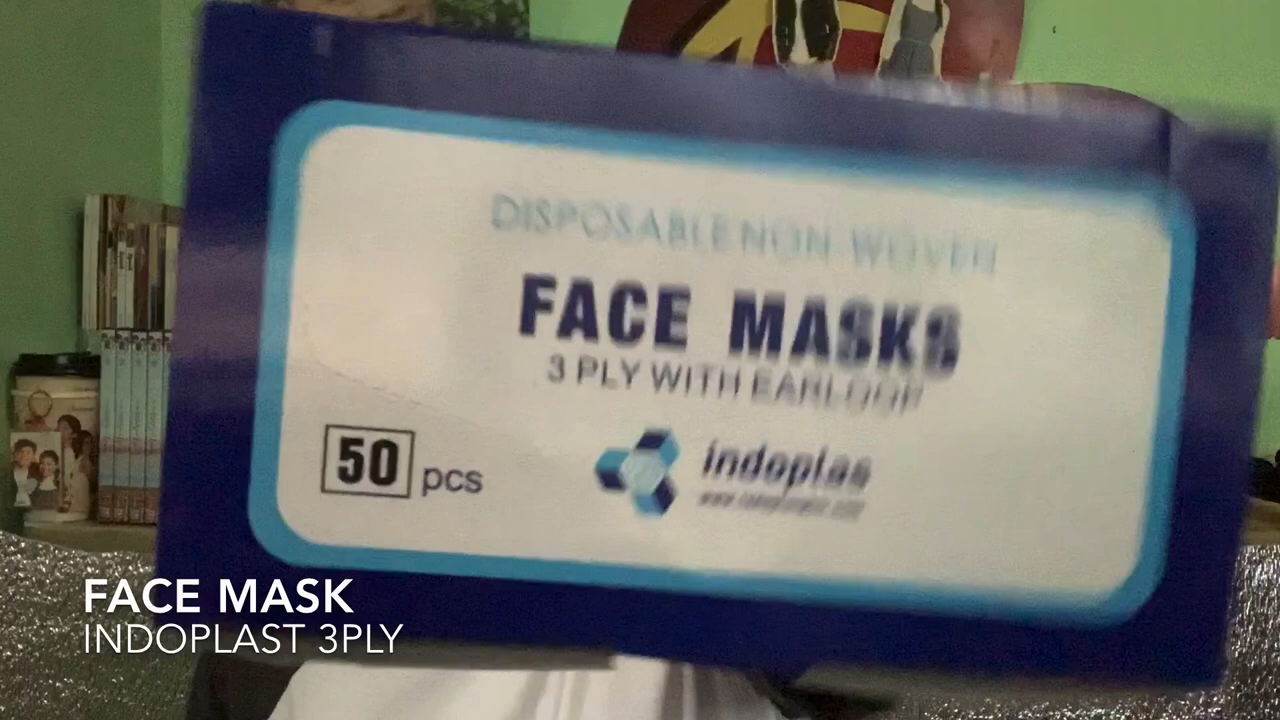 DISPOSABLE NON WOVEN
FACE MASKS
3 PLY WITH EARLOOP
50 pcs
indoplas
FACE MASK
INDOPLAST 3PLY